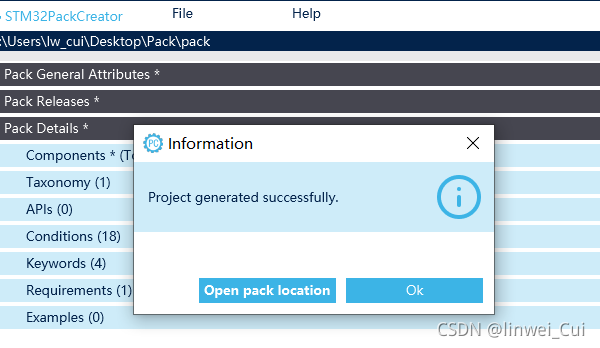 STM32PackCreator File Help
:\Users\lw_cui\Desktop\Pack\pack
Pack General Attributes *
Pack Releases *
Pack Details *
Components * (To
Taxonomy (1)
APIs (0)
Conditions (18)
Keywords (4)
Requirements (1)
Examples (0)
PC Information
Project generated successfully.
Open pack location Ok
CSDN @linwei_Cui